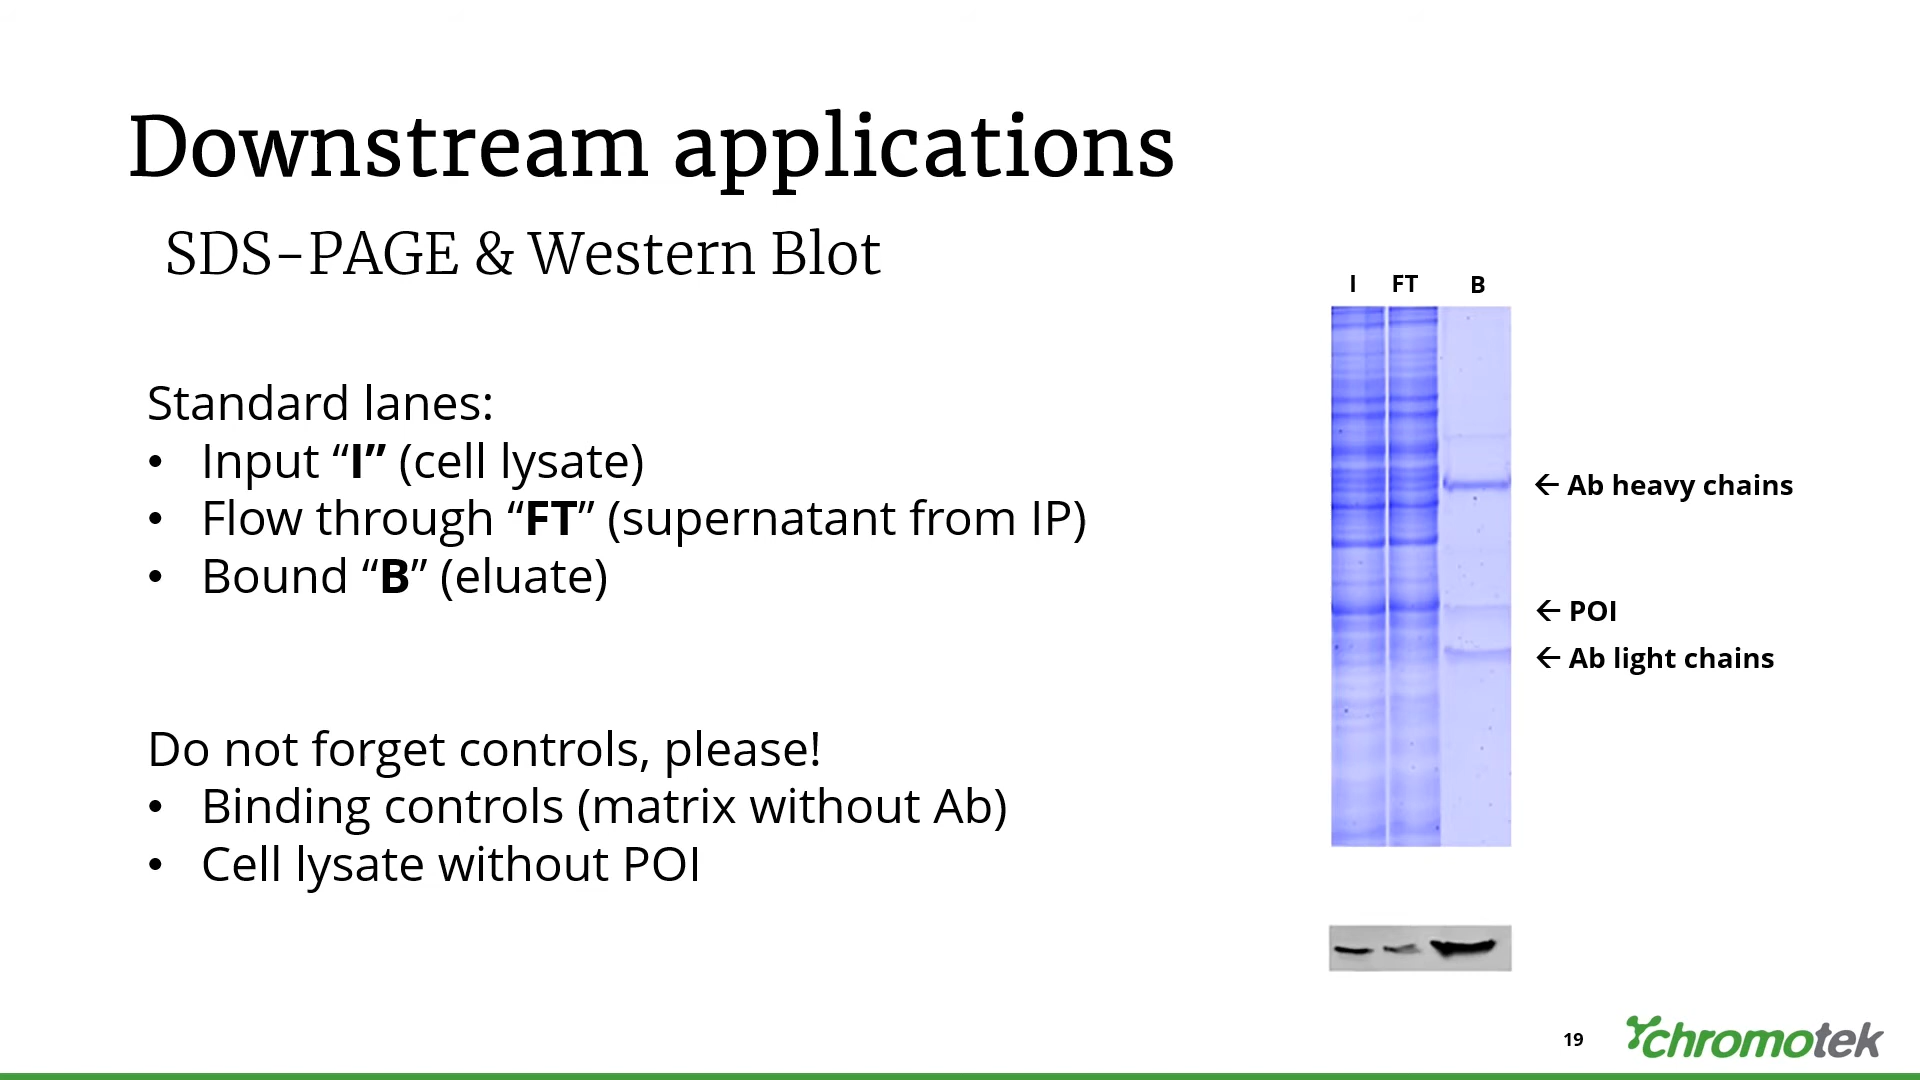 Downstream applications
SDS-PAGE & Western Blot
Standard lanes:
• Input “I” (cell lysate)
• Flow through “FT” (supernatant from IP)
• Bound “B” (eluate)
Do not forget controls, please!
• Binding controls (matrix without Ab)
• Cell lysate without POI
I FT B
← Ab heavy chains
← POI
← Ab light chains
19
chromotek